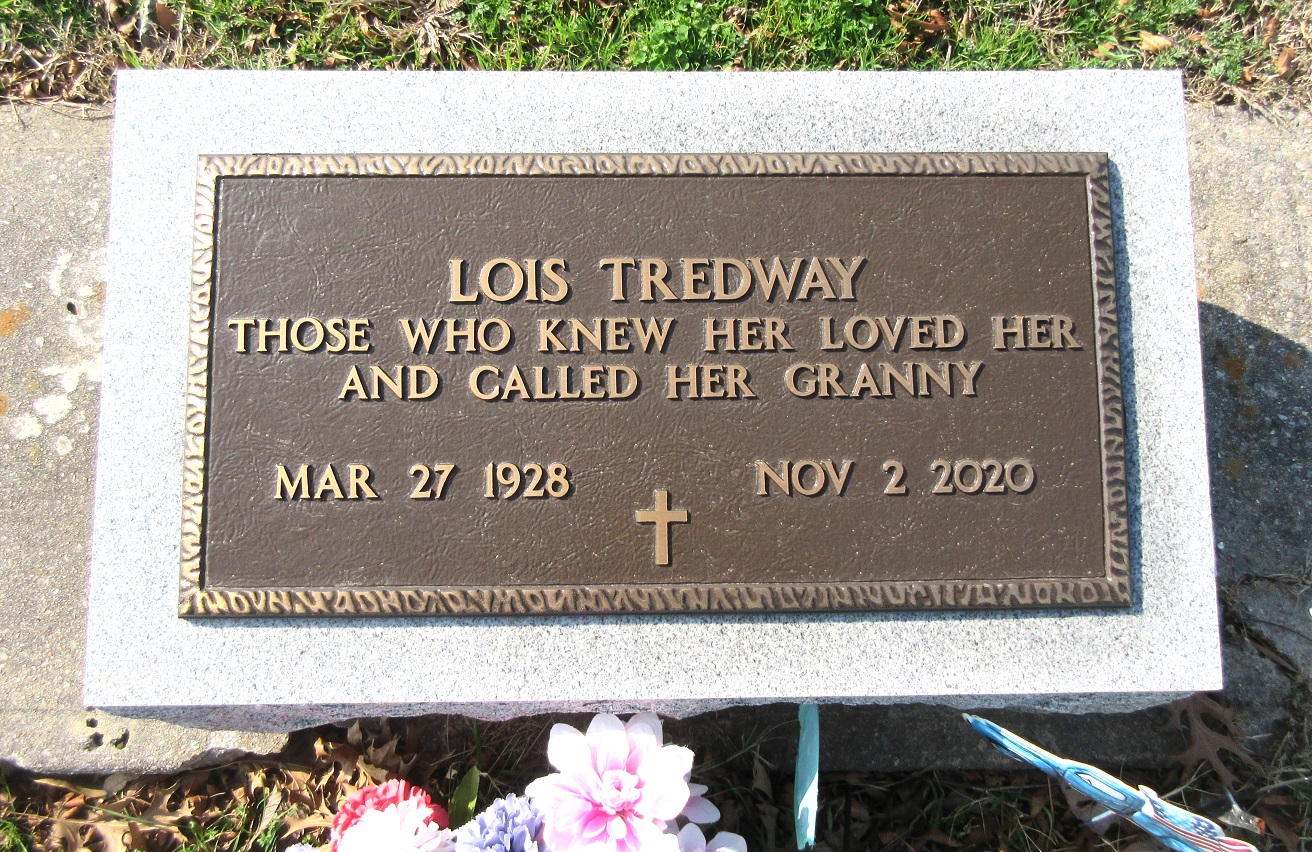 LOIS TREDWAY
THOSE WHO KNEW HER LOVED HER
AND CALLED HER GRANNY
MAR 27 1928 NOV 2 2020